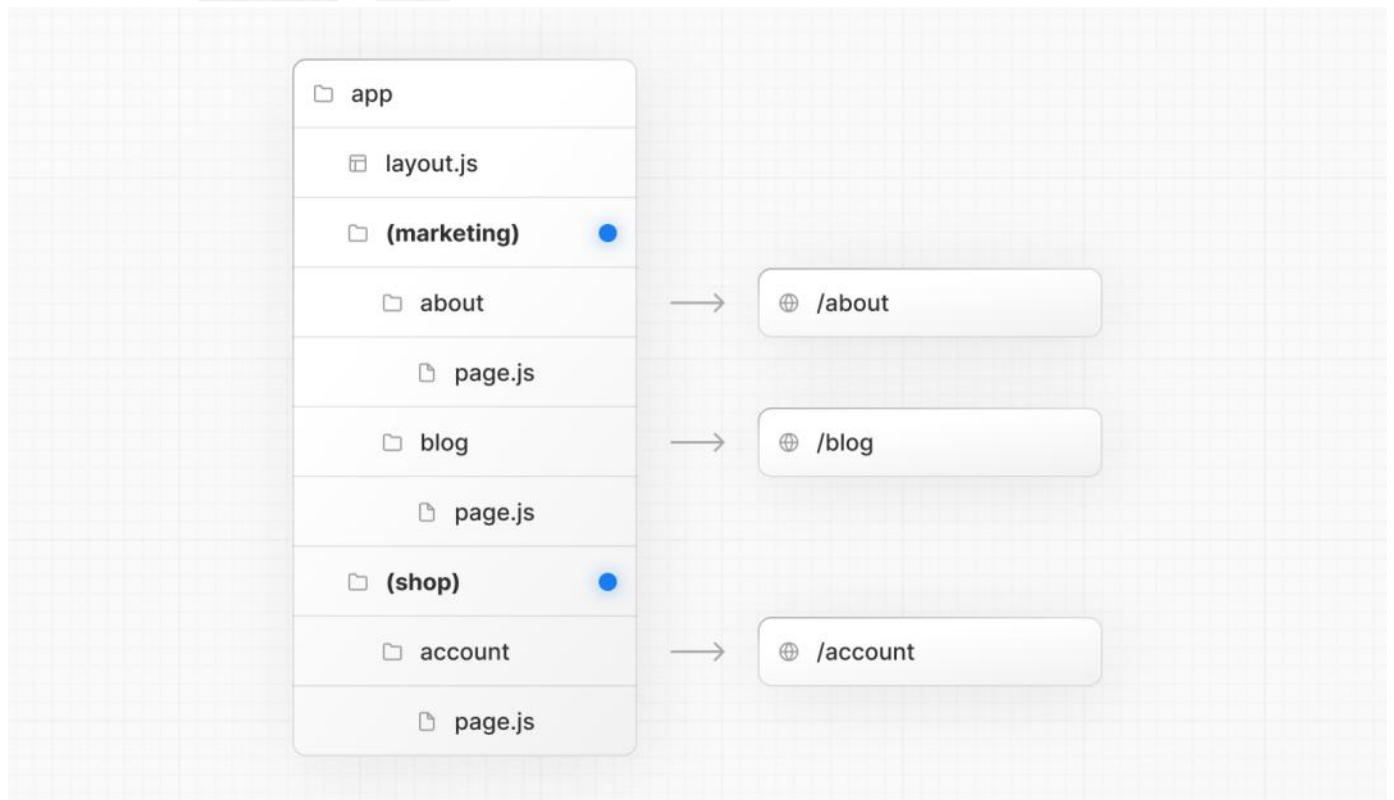 app
layout.js
(marketing)
about
/about
page.js
blog
/blog
page.js
(shop)
account
/account
page.js